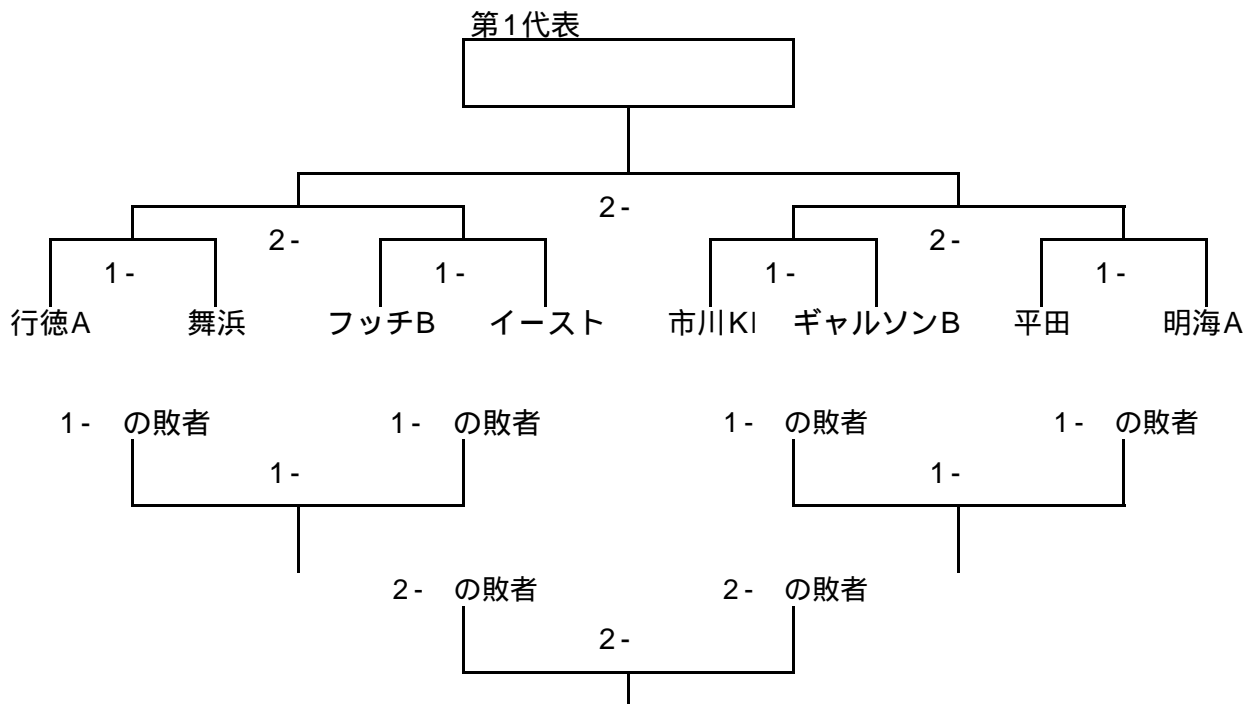 第1代表
2-
2- 2-
1- 1- 1- 1-
行徳A 舞浜 フッチB イースト 市川KI ギャルソンB 平田 明海A
1- の敗者 1- の敗者 1- の敗者 1- の敗者
1- 1-
2- の敗者 2- の敗者
2-